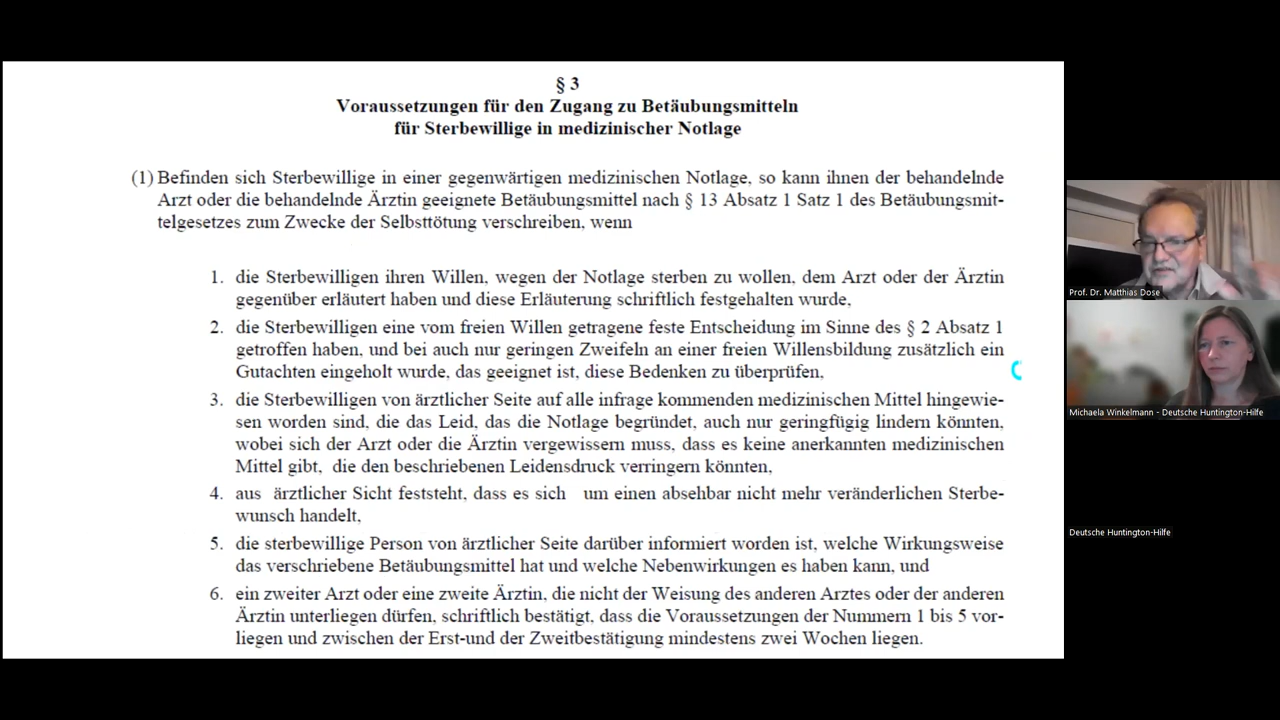 § 3
Voraussetzungen für den Zugang zu Betäubungsmitteln
für Sterbewillige in medizinischer Notlage
(1) Befinden sich Sterbewillige in einer gegenwärtigen medizinischen Notlage, so kann ihnen der behandelnde
Arzt oder die behandelnde Ärztin geeignete Betäubungsmittel nach § 13 Absatz 1 Satz 1 des Betäubungsmit-
telgesetzes zum Zwecke der Selbsttötung verschreiben, wenn
1. die Sterbewilligen ihren Willen, wegen der Notlage sterben zu wollen, dem Arzt oder der Ärztin
gegenüber erläutert haben und diese Erläuterung schriftlich festgehalten wurde,
2. die Sterbewilligen eine vom freien Willen getragene feste Entscheidung im Sinne des § 2 Absatz 1
getroffen haben, und bei auch nur geringen Zweifeln an einer freien Willensbildung zusätzlich ein
Gutachten eingeholt wurde, das geeignet ist, diese Bedenken zu überprüfen,
3. die Sterbewilligen von ärztlicher Seite auf alle infrage kommenden medizinischen Mittel hingewie-
sen worden sind, die das Leid, das die Notlage begründet, auch nur geringfügig lindern könnten,
wobei sich der Arzt oder die Ärztin vergewissern muss, dass es keine anerkannten medizinischen
Mittel gibt, die den beschriebenen Leidensdruck verringern könnten,
4. aus ärztlicher Sicht feststeht, dass es sich um einen absehbar nicht mehr veränderlichen Sterbe-
wunsch handelt,
5. die sterbewillige Person von ärztlicher Seite darüber informiert worden ist, welche Wirkungsweise
das verschriebene Betäubungsmittel hat und welche Nebenwirkungen es haben kann, und
6. ein zweiter Arzt oder eine zweite Ärztin, die nicht der Weisung des anderen Arztes oder der anderen
Ärztin unterliegen dürfen, schriftlich bestätigt, dass die Voraussetzungen der Nummern 1 bis 5 vor-
liegen und zwischen der Erst-und der Zweitbestätigung mindestens zwei Wochen liegen.
Prof. Dr. Matthias Dose
Michaela Winkelmann - Deutsche Huntington-Hilfe
Deutsche Huntington-Hilfe